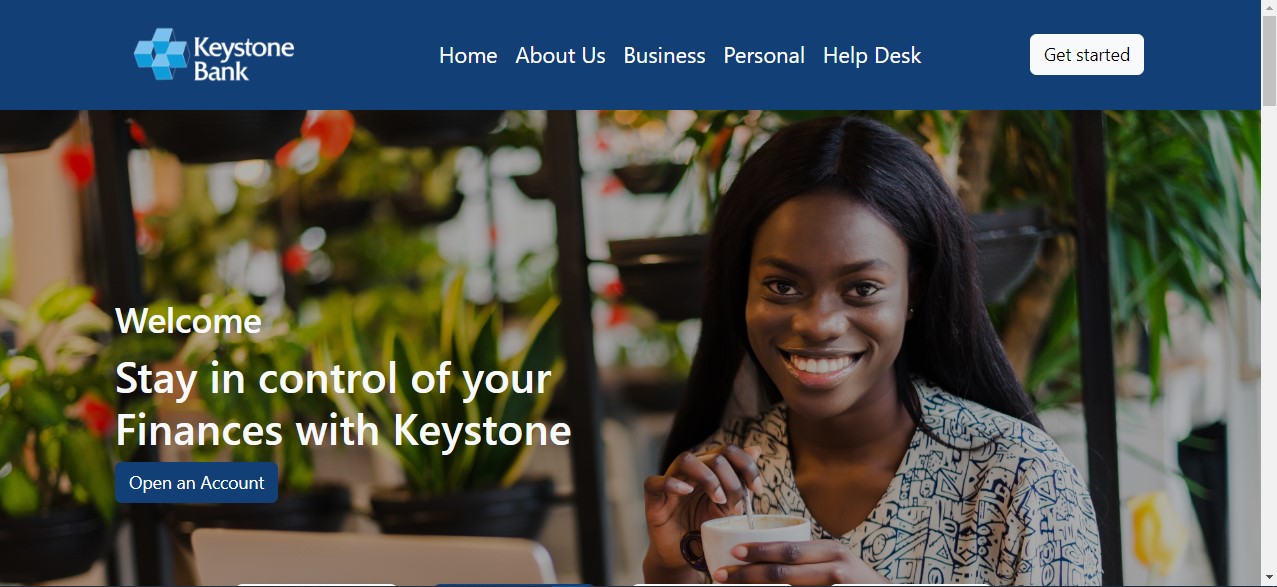 Keystone
Bank
Home About Us Business Personal Help Desk
Get started
Welcome
Stay in control of your
Finances with Keystone
Open an Account